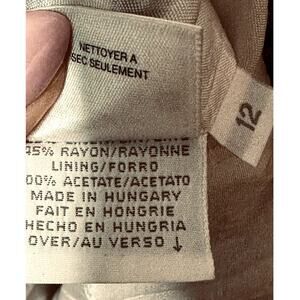 NETTOYER A
SEC SEULEMENT
12
45% RAYON/RAYONNE
LINING/FORRO
100% ACETATE/ACETATO
MADE IN HUNGARY
FAIT EN HONGRIE
HECHO EN HUNGRIA
OVER/AU VERSO ↓